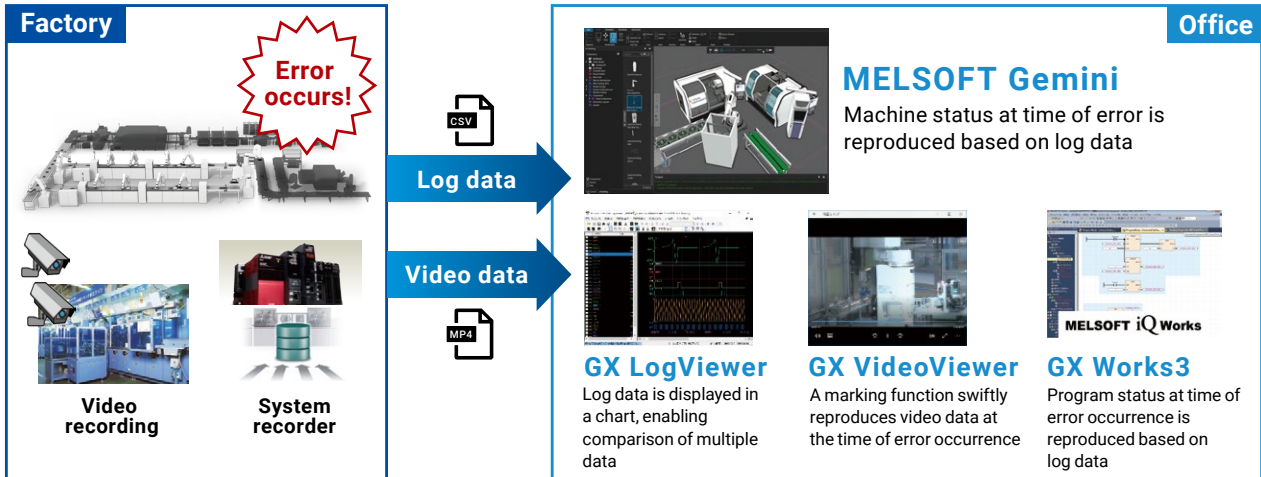 Factory
Error
occurs!
Video
recording
System
recorder
CSV
Log data
Video data
MP4
Office
MELSOFT Gemini
Machine status at time of error is
reproduced based on log data
GX LogViewer
Log data is displayed in
a chart, enabling
comparison of multiple
data
GX VideoViewer
A marking function swiftly
reproduces video data at
the time of error occurrence
MELSOFT iQ Works
GX Works3
Program status at time of
error occurrence is
reproduced based on
log data